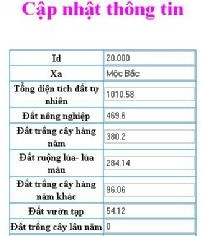 Cập nhật thông tin
Id 20.000
Xa Mộc Bắc
Tổng diện tích đất tự
nhiên 1010.58
Đất nông nghiệp 469.6
Đất trồng cây hàng
năm 380.2
Đất ruộng lúa- lúa
màu 284.14
Đất trồng cây hàng
năm khác 96.06
Đất vườn tạp 54.12
Đất trồng cây lâu năm 0